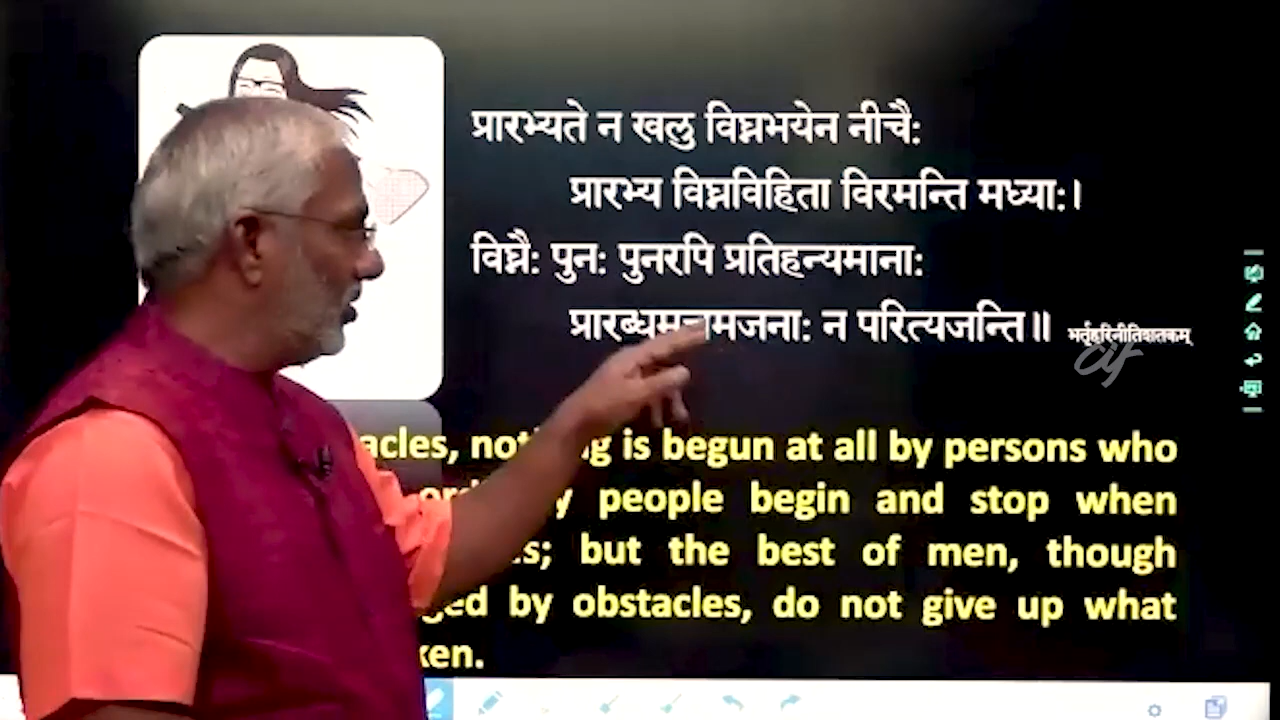 प्रारभ्यते न खलु विघ्नभयेन नीचै:
प्रारभ्य विघ्नविहिता विरमन्ति मध्या:।
विघ्नै: पुन: पुनरपि प्रतिहन्यमाना:
न परित्यजन्ति॥ भर्तृहरिनीतिशतकम्
is begun at all by persons who
people begin and stop when
but the best of men, though
by obstacles, do not give up what